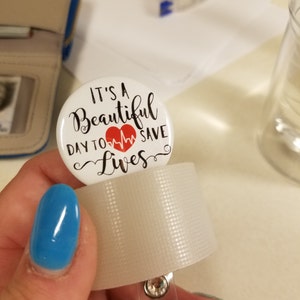 IT'S A
Beautiful
DAY TO SAVE
Lives